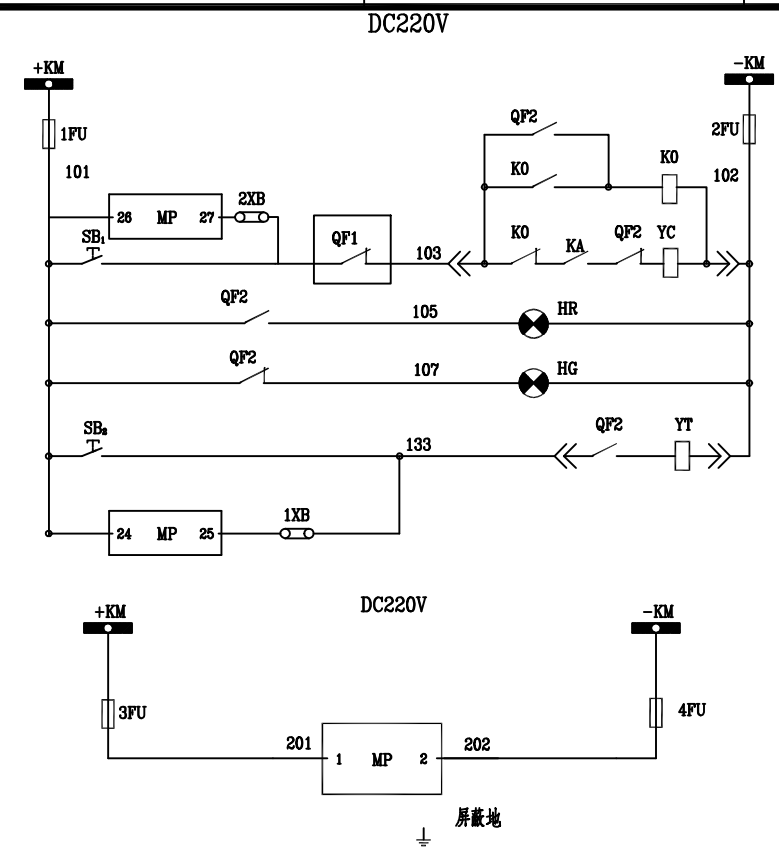 DC220V
+KM
-KM
1FU
2FU
101
102
QF2
K0
K0
26 MP 27
2XB
SB1
QF1
103
K0
KA
QF2
YC
QF2
105
HR
QF2
107
HG
SB2
133
QF2
YT
24 MP 25
1XB
DC220V
+KM
-KM
3FU
4FU
201
1 MP 2
202
屏蔽地